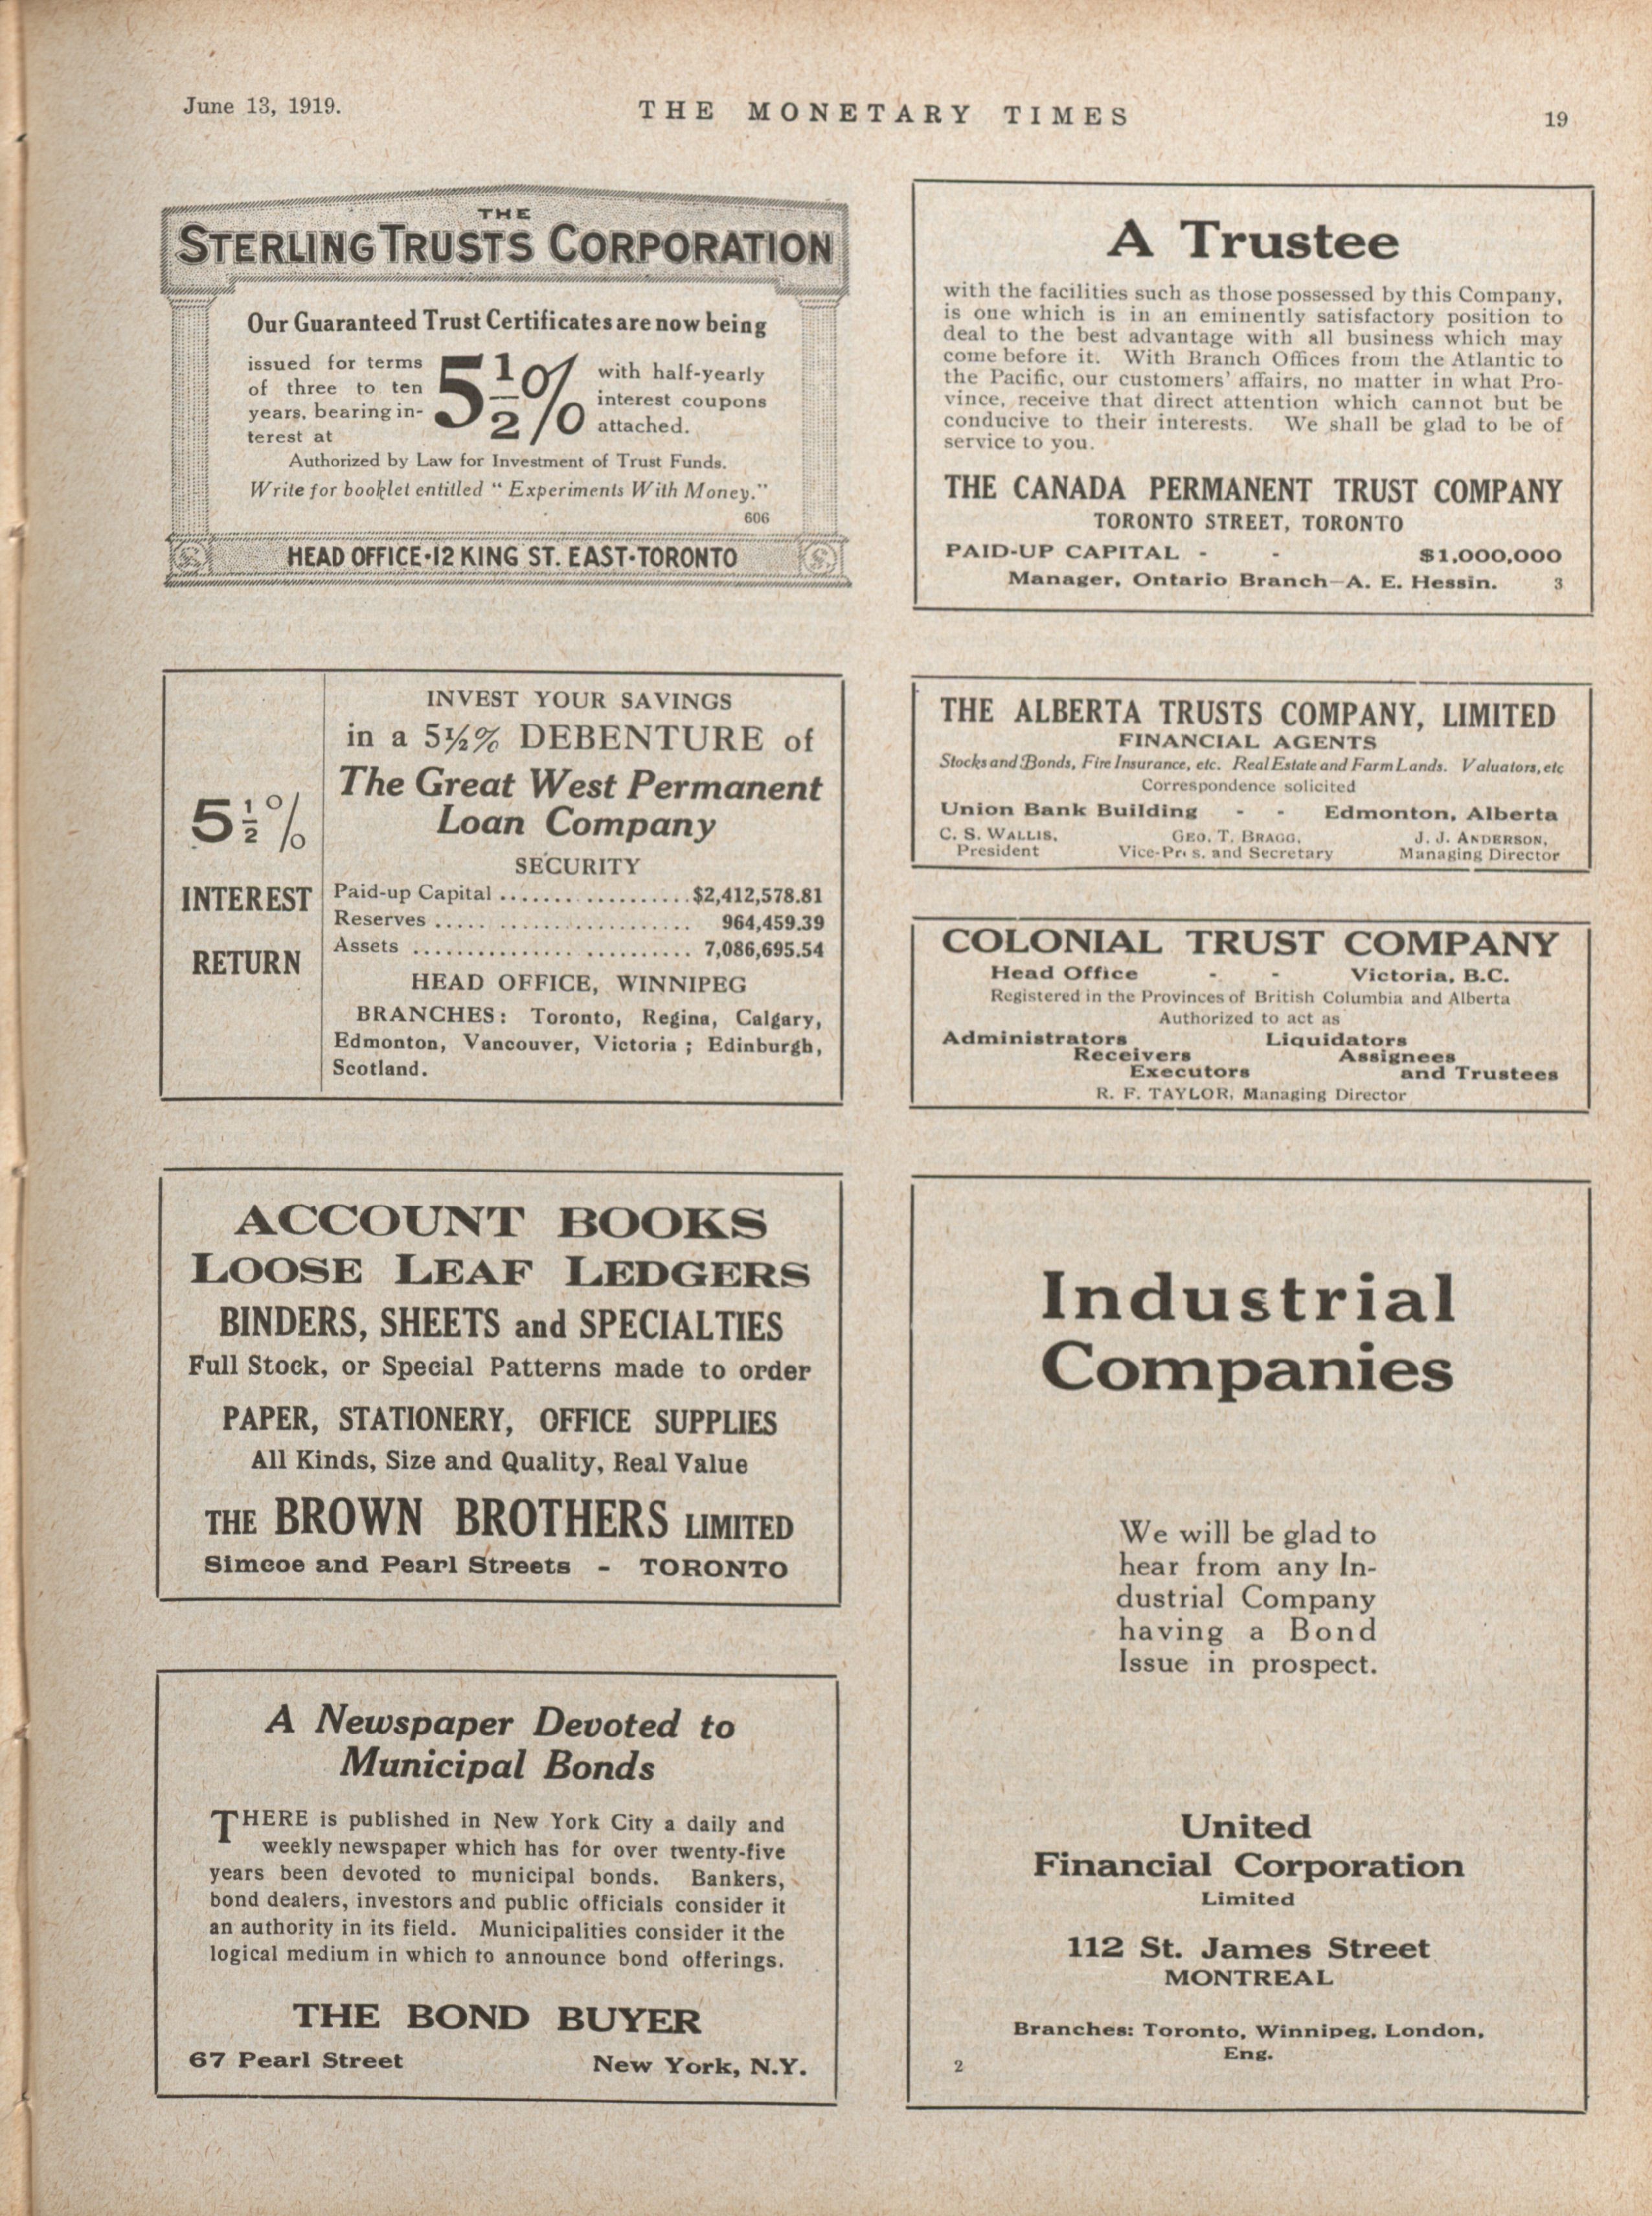 June 13, 1919.
THE MONETARY TIMES
19
THE
STERLING TRUSTS CORPORATION
Our Guaranteed Trust Certificates are now being
issued for terms
of three to ten
years, bearing in-
terest at
5½%
with half-yearly
interest coupons
attached.
Authorized by Law for Investment of Trust Funds.
Write for booklet entitled " Experiments With Money."
606
HEAD OFFICE-12 KING ST. EAST-TORONTO
5½%
INTEREST
RETURN
INVEST YOUR SAVINGS
in a 5½% DEBENTURE of
The Great West Permanent
Loan Company
SECURITY
Paid-up Capital ................... $2,412,578.81
Reserves ......................... 964,459.39
Assets ........................... 7,086,695.54
HEAD OFFICE, WINNIPEG
BRANCHES: Toronto, Regina, Calgary,
Edmonton, Vancouver, Victoria ; Edinburgh,
Scotland.
ACCOUNT BOOKS
LOOSE LEAF LEDGERS
BINDERS, SHEETS and SPECIALTIES
Full Stock, or Special Patterns made to order
PAPER, STATIONERY, OFFICE SUPPLIES
All Kinds, Size and Quality, Real Value
THE BROWN BROTHERS LIMITED
Simcoe and Pearl Streets - TORONTO
A Newspaper Devoted to
Municipal Bonds
THERE is published in New York City a daily and
weekly newspaper which has for over twenty-five
years been devoted to municipal bonds. Bankers,
bond dealers, investors and public officials consider it
an authority in its field. Municipalities consider it the
logical medium in which to announce bond offerings.
THE BOND BUYER
67 Pearl Street New York, N.Y.
A Trustee
with the facilities such as those possessed by this Company,
is one which is in an eminently satisfactory position to
deal to the best advantage with all business which may
come before it. With Branch Offices from the Atlantic to
the Pacific, our customers' affairs, no matter in what Pro-
vince, receive that direct attention which cannot but be
conducive to their interests. We shall be glad to be of
service to you.
THE CANADA PERMANENT TRUST COMPANY
TORONTO STREET, TORONTO
PAID-UP CAPITAL - - $1,000,000
Manager, Ontario Branch—A. E. Hessin. 3
THE ALBERTA TRUSTS COMPANY, LIMITED
FINANCIAL AGENTS
Stocks and Bonds, Fire Insurance, etc. Real Estate and Farm Lands. Valuators, etc
Correspondence solicited
Union Bank Building - - Edmonton, Alberta
C. S. WALLIS, GEO. T. BRAGG, J. J. ANDERSON,
President Vice-Pres. and Secretary Managing Director
COLONIAL TRUST COMPANY
Head Office - - Victoria, B.C.
Registered in the Provinces of British Columbia and Alberta
Authorized to act as
Administrators Liquidators
Receivers Assignees
Executors and Trustees
R. F. TAYLOR, Managing Director
Industrial
Companies
We will be glad to
hear from any In-
dustrial Company
having a Bond
Issue in prospect.
United
Financial Corporation
Limited
112 St. James Street
MONTREAL
Branches: Toronto, Winnipeg, London,
Eng.
2